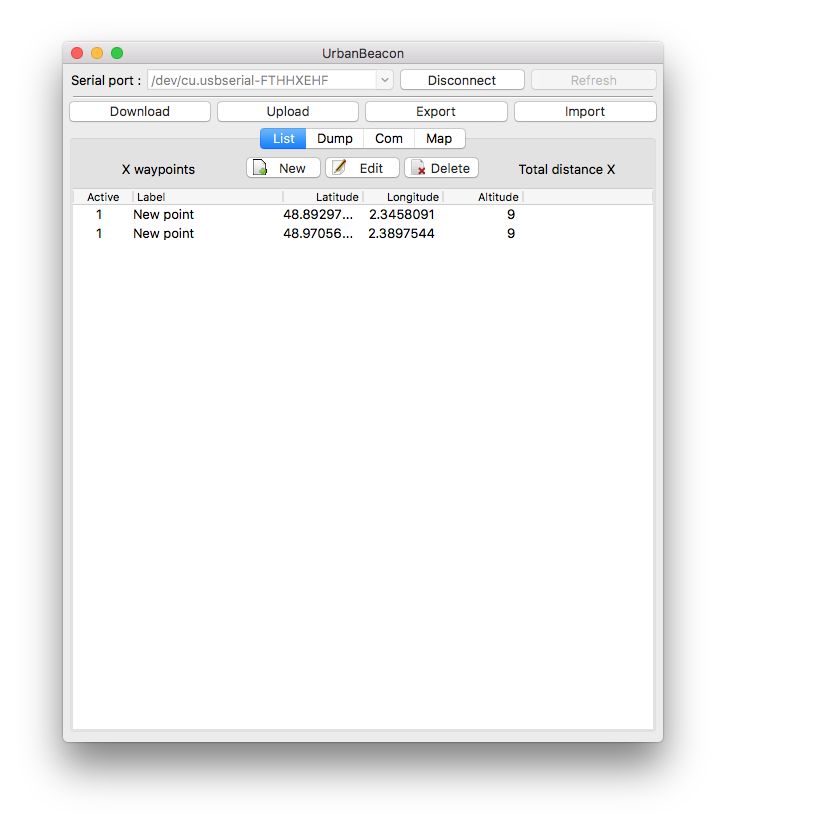 UrbanBeacon
Serial port : /dev/cu.usbserial-FTHHXEHF Disconnect Refresh
Download Upload Export Import
List Dump Com Map
X waypoints New Edit Delete Total distance X
Active Label Latitude Longitude Altitude
1 New point 48.89297... 2.3458091 9
1 New point 48.97056... 2.3897544 9